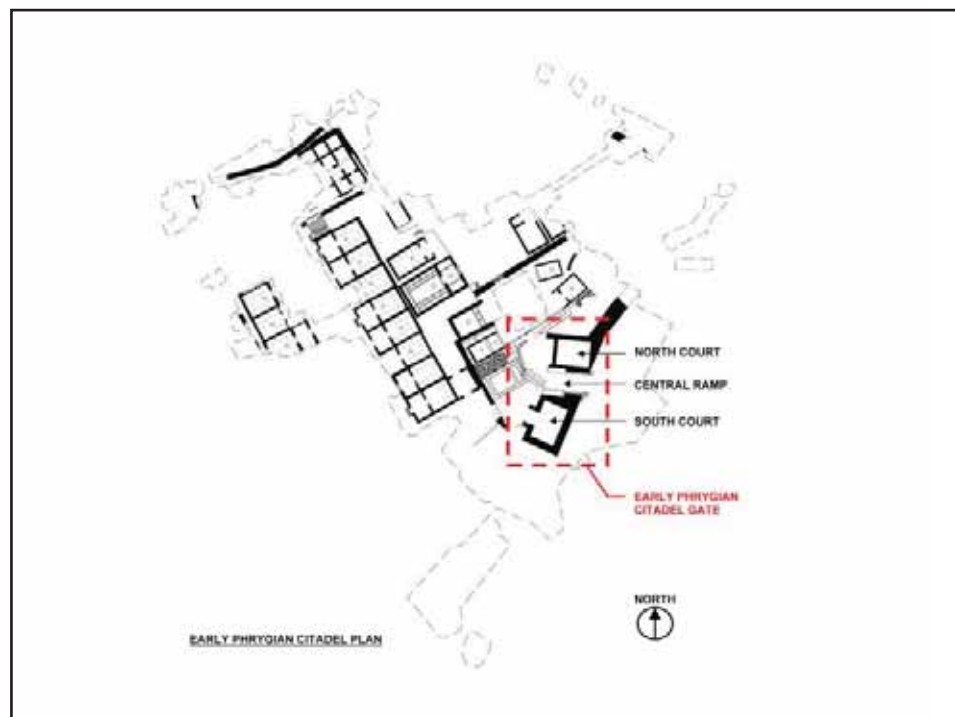 NORTH COURT
CENTRAL RAMP
SOUTH COURT
EARLY PHRYGIAN
CITADEL GATE
NORTH
EARLY PHRYGIAN CITADEL PLAN